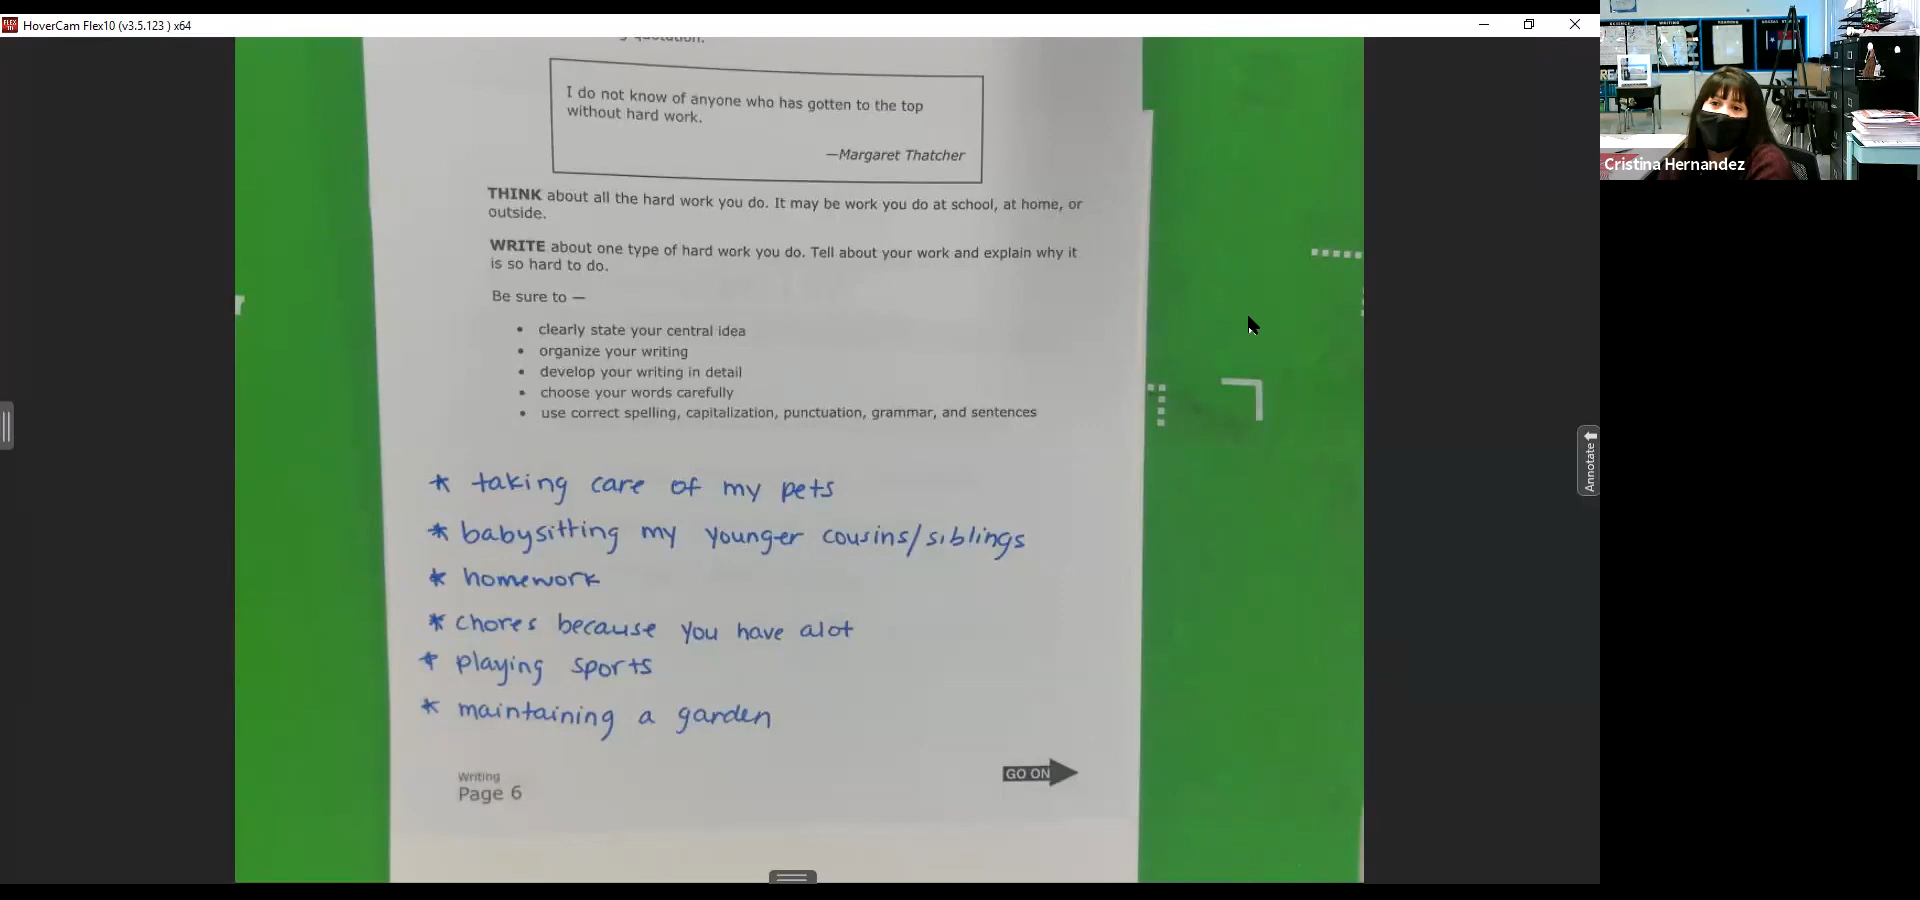 HoverCam Flex10 (v3.5.123 ) x64
quotation.
I do not know of anyone who has gotten to the top
without hard work.
—Margaret Thatcher
THINK about all the hard work you do. It may be work you do at school, at home, or
outside.
WRITE about one type of hard work you do. Tell about your work and explain why it
is so hard to do.
Be sure to —
• clearly state your central idea
• organize your writing
• develop your writing in detail
• choose your words carefully
• use correct spelling, capitalization, punctuation, grammar, and sentences
* taking care of my pets
* babysitting my younger cousins/siblings
* homework
* chores because you have alot
* playing sports
* maintaining a garden
Writing
Page 6
GO ON
Annotate
SCIENCE
WRITING
READING
Cristina Hernandez